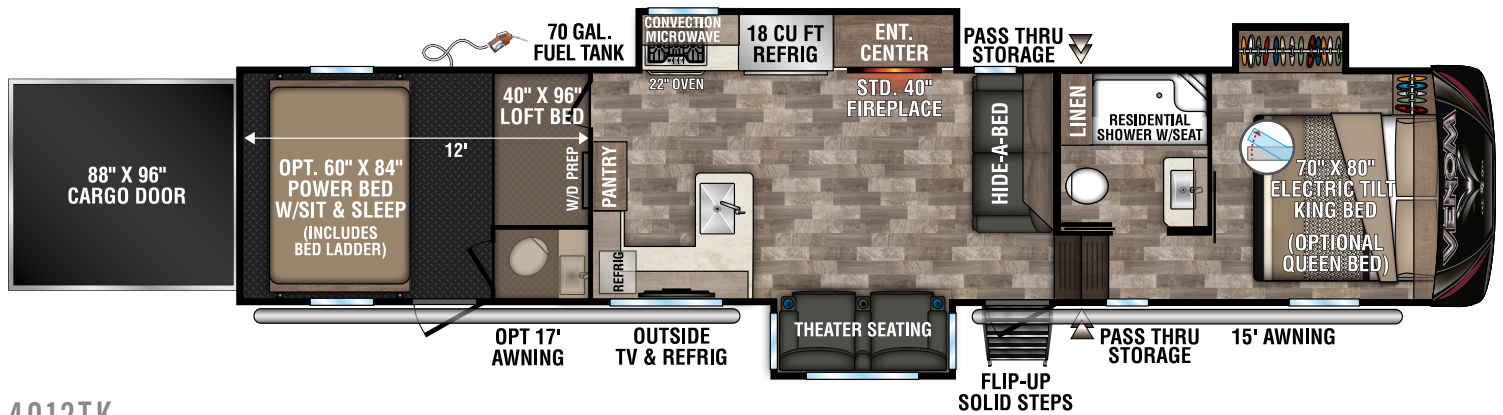 88" X 96"
CARGO DOOR
12'
OPT. 60" X 84"
POWER BED
W/SIT & SLEEP
(INCLUDES
BED LADDER)
70 GAL.
FUEL TANK
40" X 96"
LOFT BED
W/D PREP
PANTRY
REFRIG
OPT 17'
AWNING
OUTSIDE
TV & REFRIG
CONVECTION
MICROWAVE
22" OVEN
18 CU FT
REFRIG
ENT.
CENTER
STD. 40"
FIREPLACE
THEATER SEATING
HIDE-A-BED
PASS THRU
STORAGE
FLIP-UP
SOLID STEPS
PASS THRU
STORAGE
15' AWNING
LINEN
RESIDENTIAL
SHOWER W/SEAT
70" X 80"
ELECTRIC TILT
KING BED
(OPTIONAL
QUEEN BED)
VENOM
4012TK